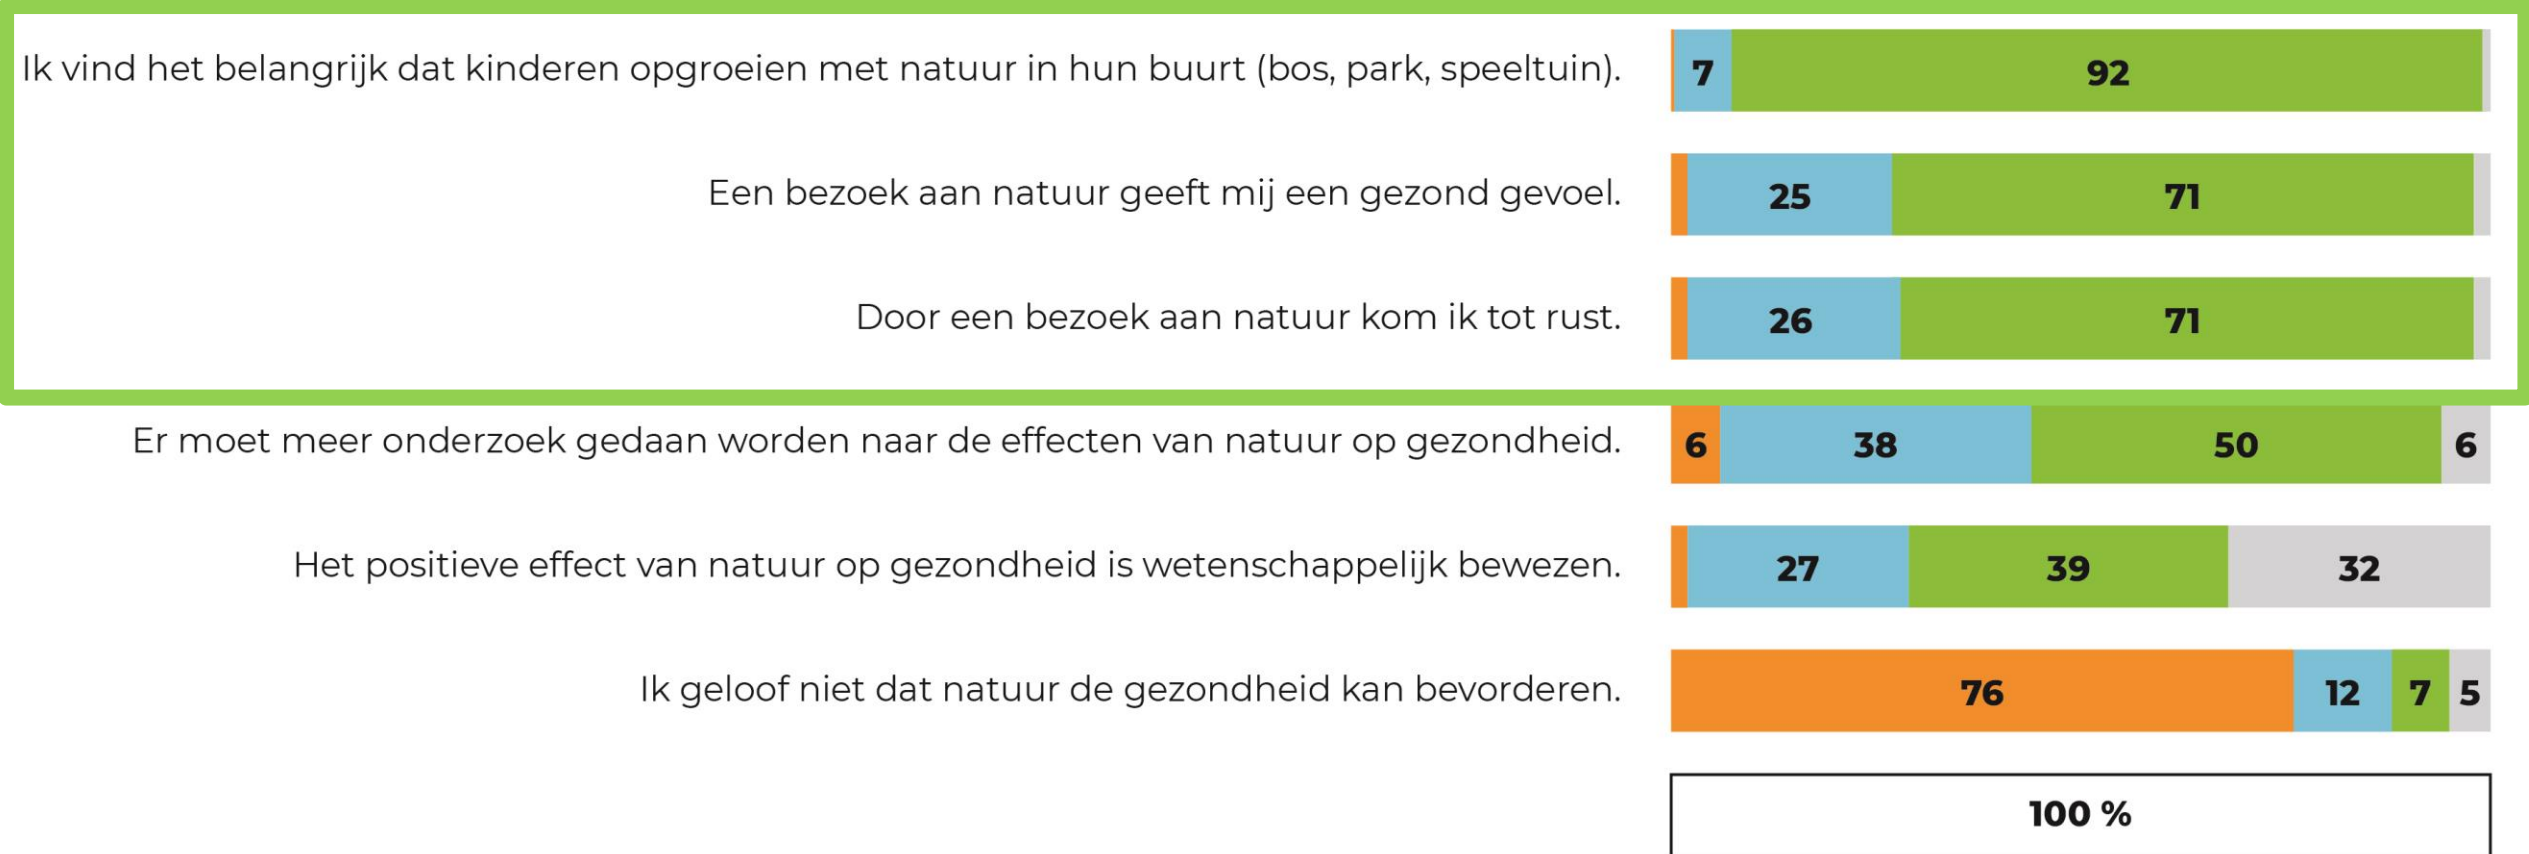 Ik vind het belangrijk dat kinderen opgroeien met natuur in hun buurt (bos, park, speeltuin). 7 92
Een bezoek aan natuur geeft mij een gezond gevoel. 25 71
Door een bezoek aan natuur kom ik tot rust. 26 71
Er moet meer onderzoek gedaan worden naar de effecten van natuur op gezondheid. 6 38 50 6
Het positieve effect van natuur op gezondheid is wetenschappelijk bewezen. 27 39 32
Ik geloof niet dat natuur de gezondheid kan bevorderen. 76 12 7 5
100 %